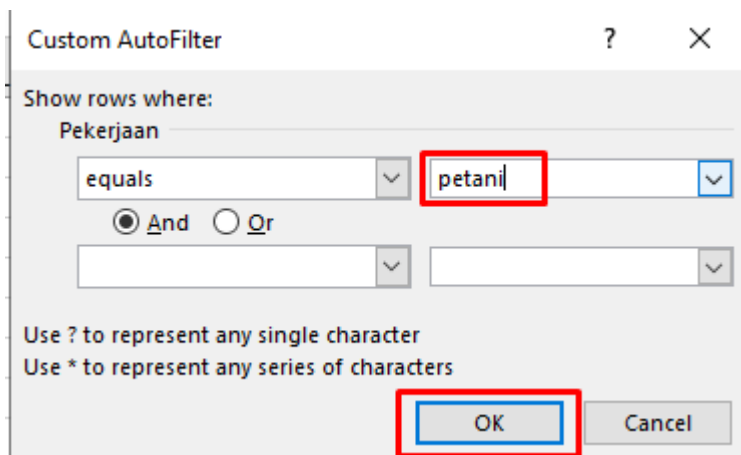 Custom AutoFilter ?
Show rows where:
Pekerjaan
equals petani
And Or
Use ? to represent any single character
Use * to represent any series of characters
OK Cancel